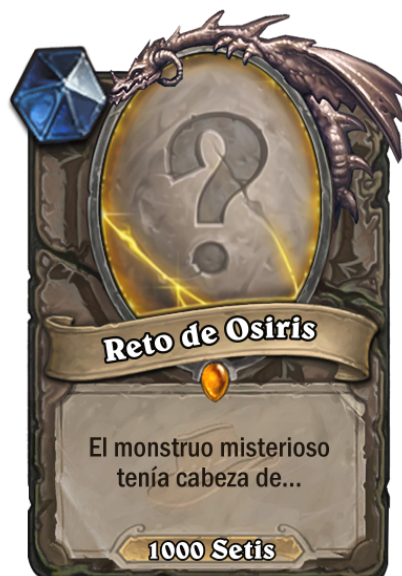 Reto de Osiris
El monstruo misterioso
tenía cabeza de...
1000 Setis